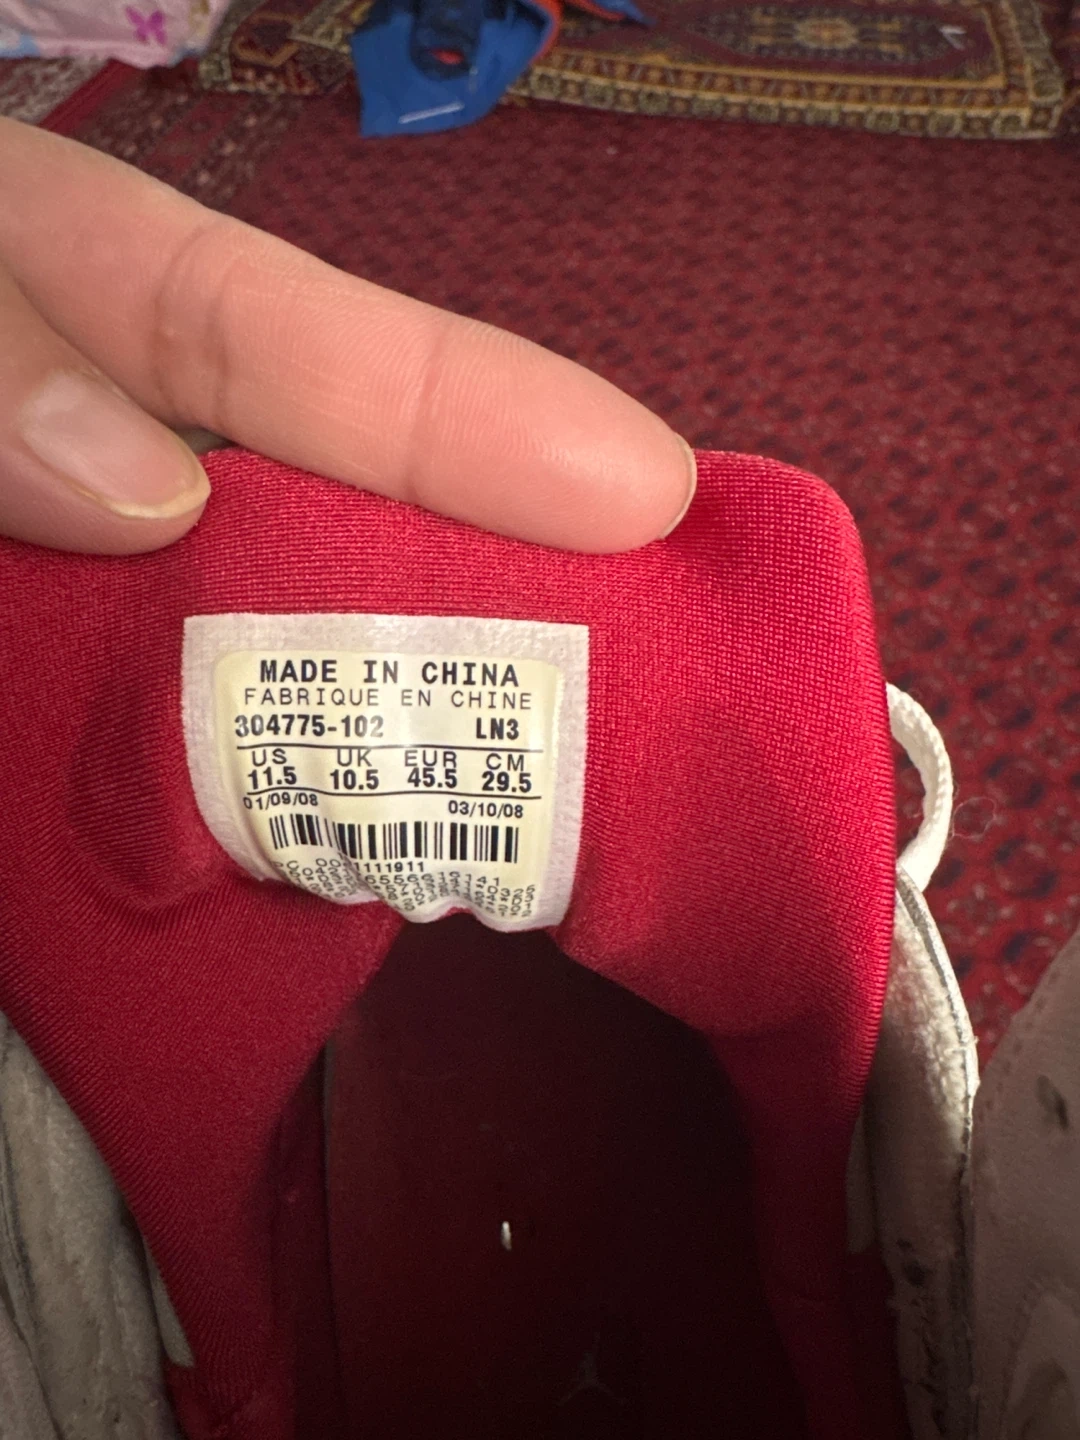 MADE IN CHINA
FABRIQUE EN CHINE
304775-102 LN3
US UK EUR CM
11.5 10.5 45.5 29.5
01/09/08 03/10/08
1111911